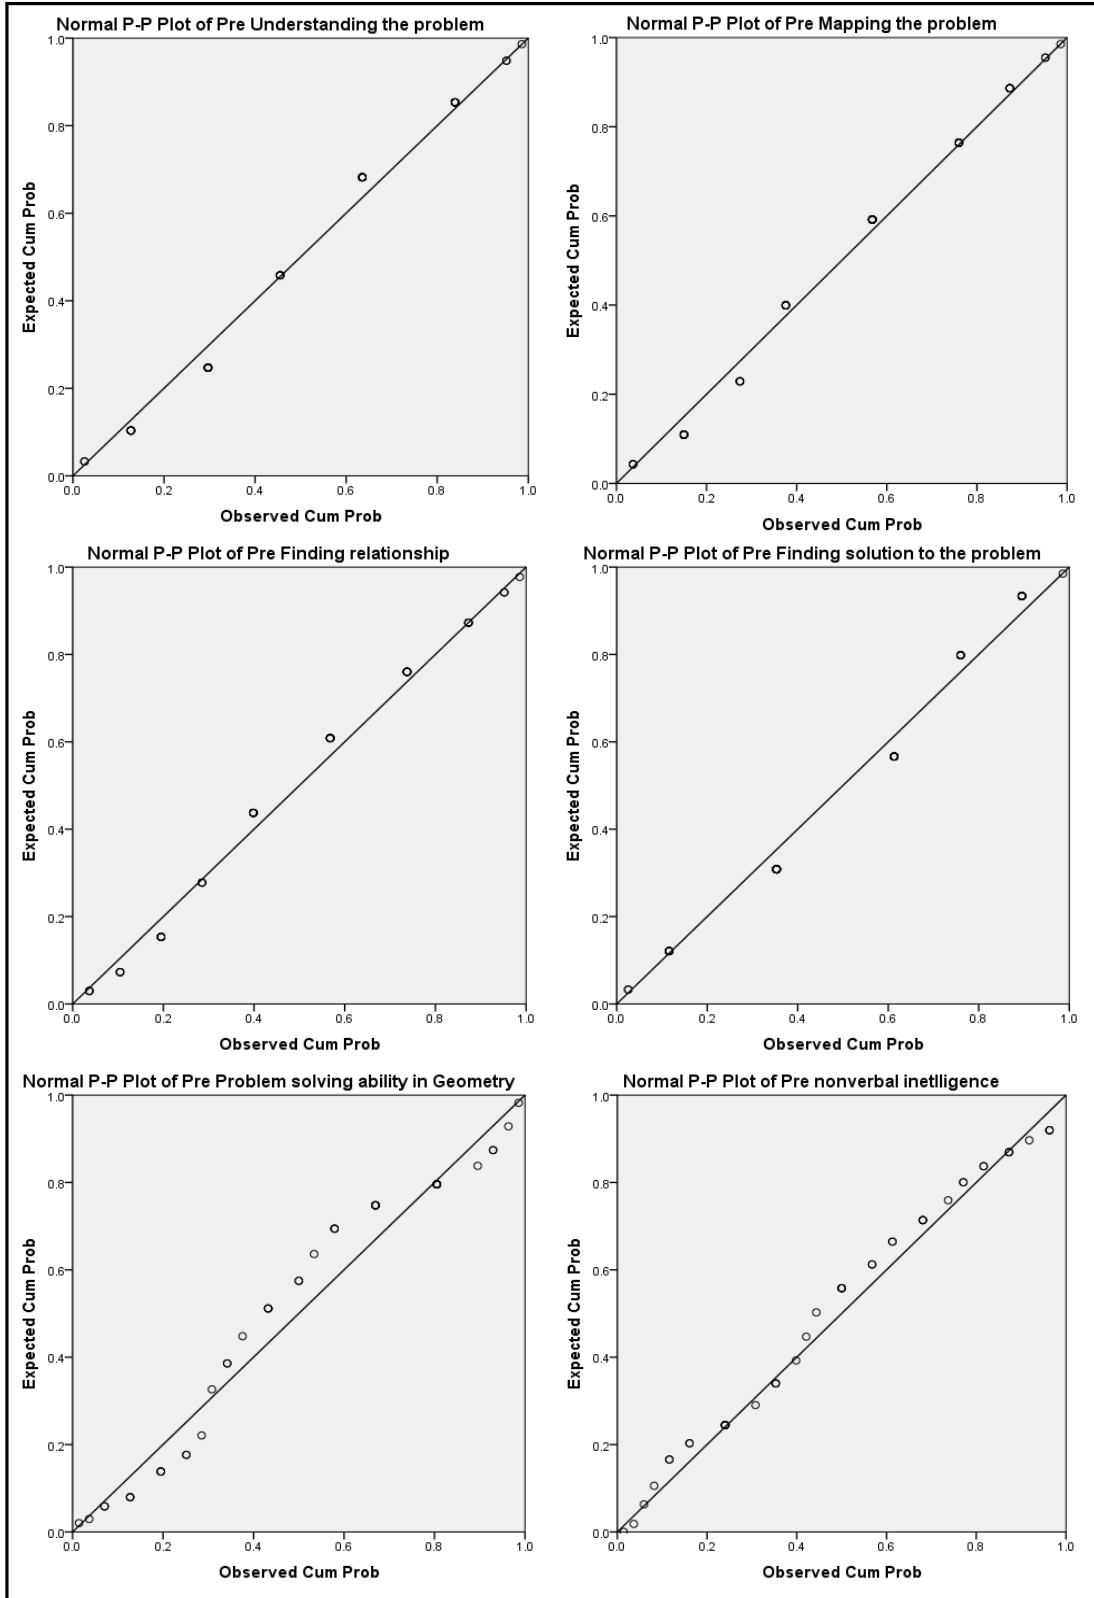 Normal P-P Plot of Pre Understanding the problem
1.0
0.8
0.6
0.4
0.2
0.0
Expected Cum Prob
0.0 0.2 0.4 0.6 0.8 1.0
Observed Cum Prob
Normal P-P Plot of Pre Mapping the problem
1.0
0.8
0.6
0.4
0.2
0.0
Expected Cum Prob
0.0 0.2 0.4 0.6 0.8 1.0
Observed Cum Prob
Normal P-P Plot of Pre Finding relationship
1.0
0.8
0.6
0.4
0.2
0.0
Expected Cum Prob
0.0 0.2 0.4 0.6 0.8 1.0
Observed Cum Prob
Normal P-P Plot of Pre Finding solution to the problem
1.0
0.8
0.6
0.4
0.2
0.0
Expected Cum Prob
0.0 0.2 0.4 0.6 0.8 1.0
Observed Cum Prob
Normal P-P Plot of Pre Problem solving ability in Geometry
1.0
0.8
0.6
0.4
0.2
0.0
Expected Cum Prob
0.0 0.2 0.4 0.6 0.8 1.0
Observed Cum Prob
Normal P-P Plot of Pre nonverbal inetlligence
1.0
0.8
0.6
0.4
0.2
0.0
Expected Cum Prob
0.0 0.2 0.4 0.6 0.8 1.0
Observed Cum Prob